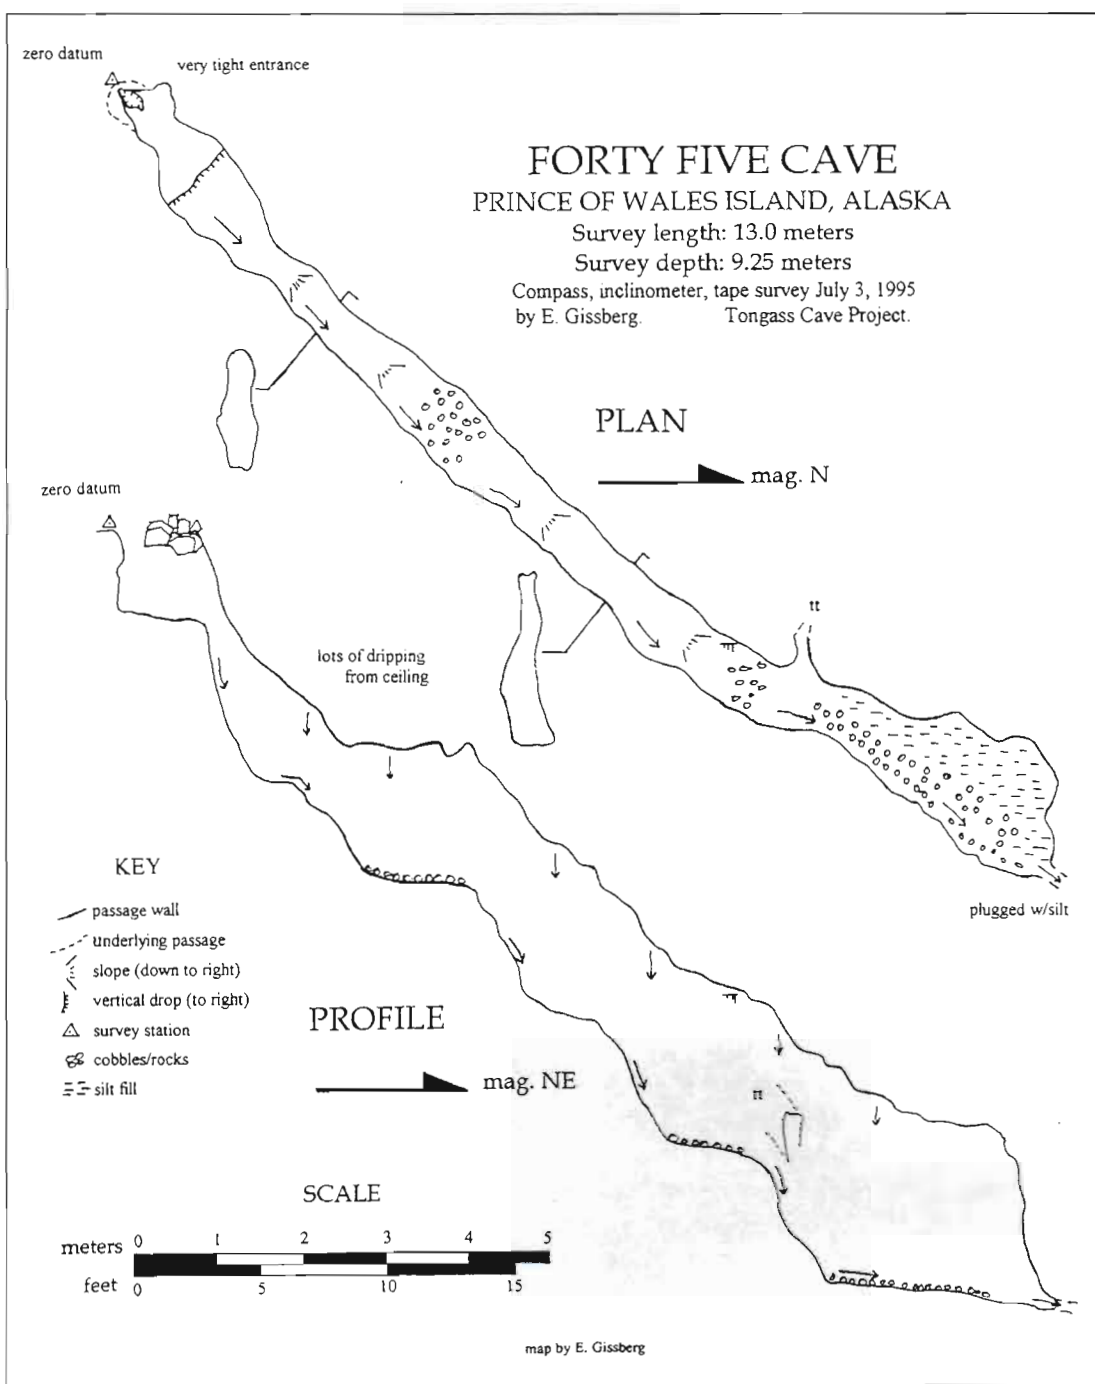 zero datum
very tight entrance
FORTY FIVE CAVE
PRINCE OF WALES ISLAND, ALASKA
Survey length: 13.0 meters
Survey depth: 9.25 meters
Compass, inclinometer, tape survey July 3, 1995
by E. Gissberg. Tongass Cave Project.
PLAN
mag. N
zero datum
tt
lots of dripping
from ceiling
plugged w/silt
KEY
passage wall
underlying passage
slope (down to right)
vertical drop (to right)
survey station
cobbles/rocks
silt fill
PROFILE
mag. NE
tt
SCALE
meters 0 1 2 3 4 5
feet 0 5 10 15
map by E. Gissberg